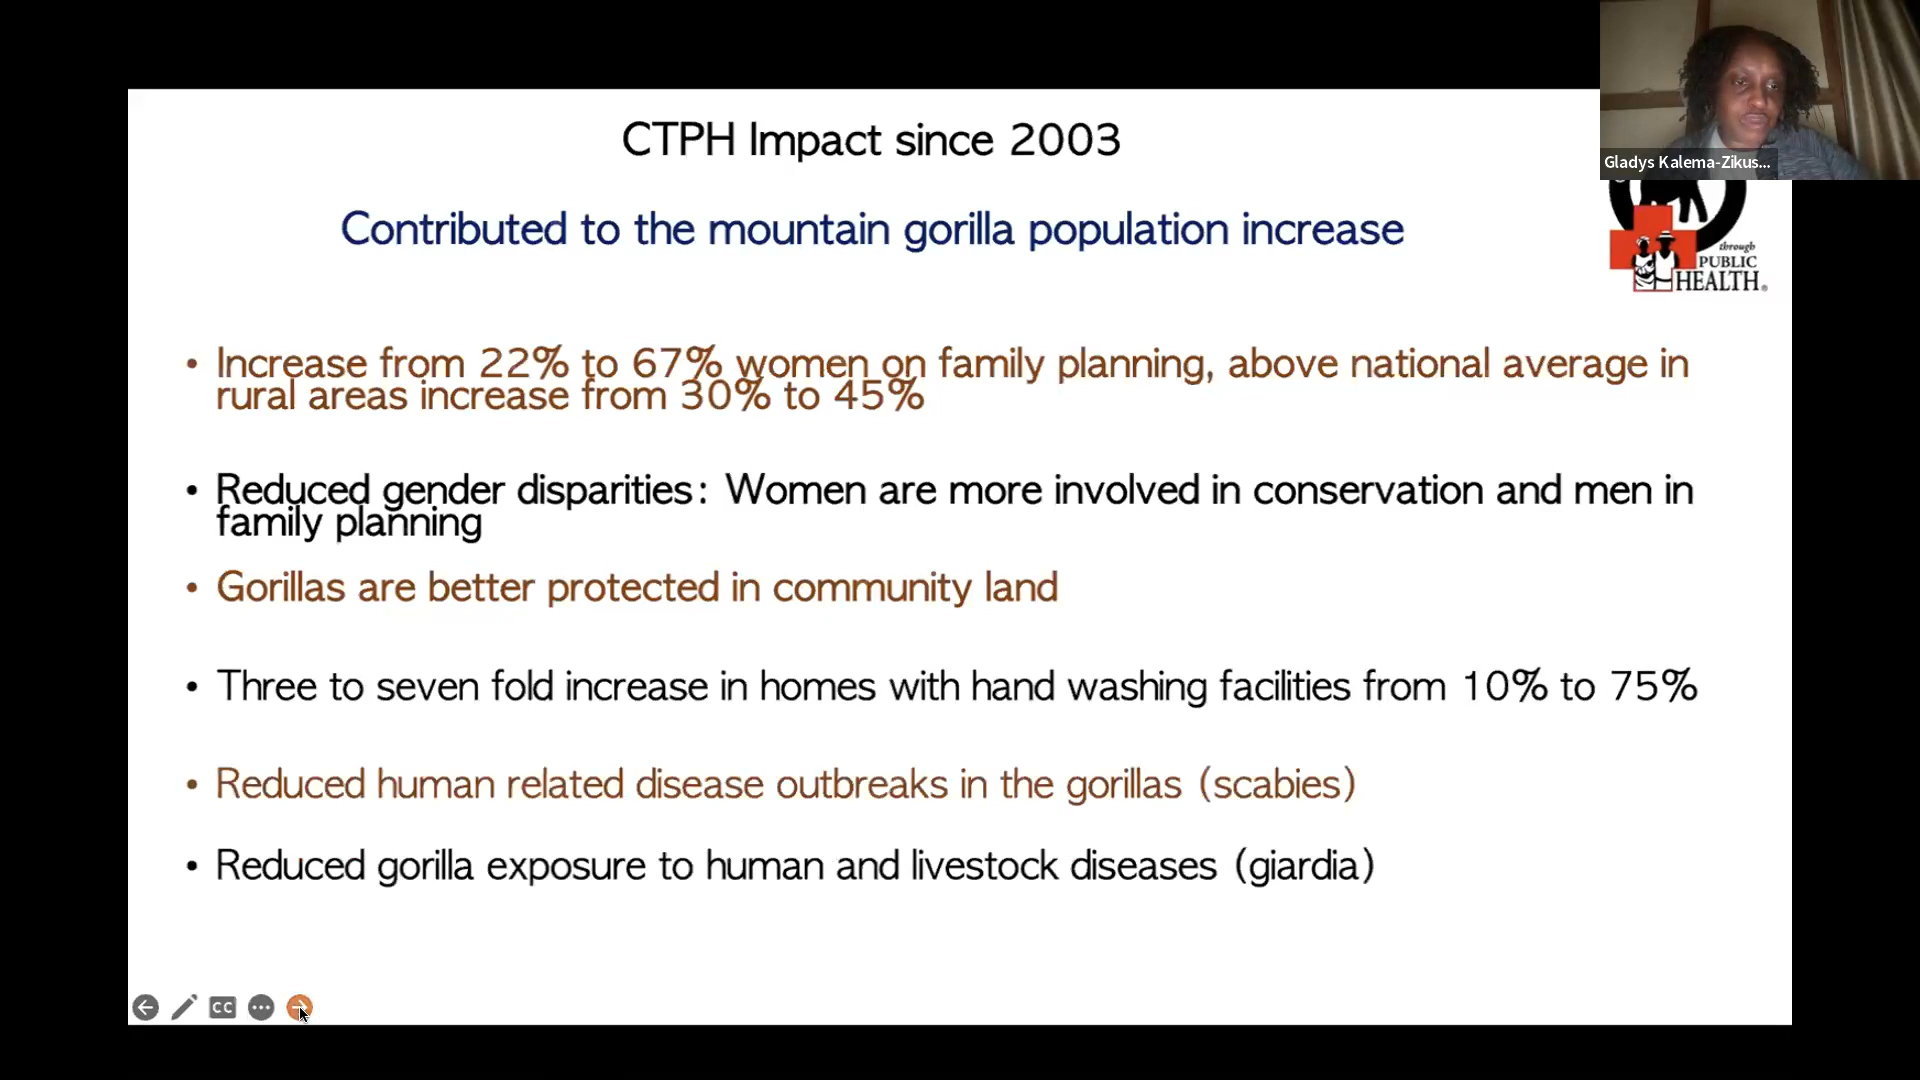 CTPH Impact since 2003
Contributed to the mountain gorilla population increase
Gladys Kalema-Zikus...
through
PUBLIC
HEALTH®
• Increase from 22% to 67% women on family planning, above national average in
rural areas increase from 30% to 45%
• Reduced gender disparities: Women are more involved in conservation and men in
family planning
• Gorillas are better protected in community land
• Three to seven fold increase in homes with hand washing facilities from 10% to 75%
• Reduced human related disease outbreaks in the gorillas (scabies)
• Reduced gorilla exposure to human and livestock diseases (giardia)
CC